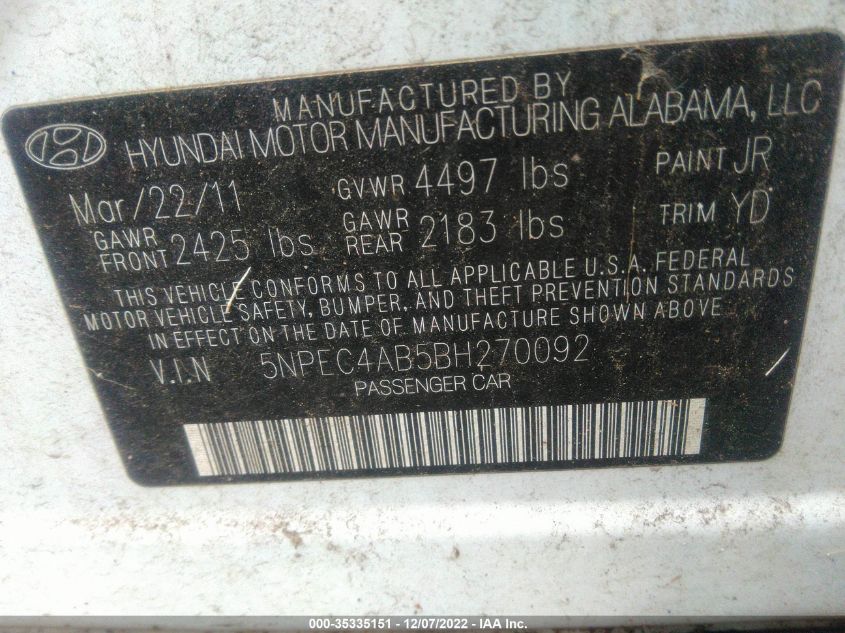 MANUFACTURED BY
HYUNDAI MOTOR MANUFACTURING ALABAMA, LLC
Mar/22/11 GVWR 4497 lbs PAINT JR
GAWR FRONT 2425 lbs GAWR REAR 2183 lbs TRIM YD
THIS VEHICLE CONFORMS TO ALL APPLICABLE U.S.A. FEDERAL
MOTOR VEHICLE SAFETY, BUMPER, AND THEFT PREVENTION STANDARDS
IN EFFECT ON THE DATE OF MANUFACTURE SHOWN ABOVE
V.I.N 5NPEC4AB5BH270092
PASSENGER CAR
000-35335151 - 12/07/2022 - IAA Inc.